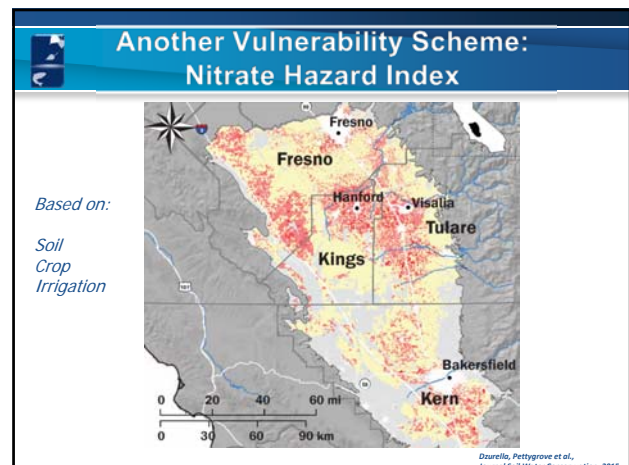 Another Vulnerability Scheme:
Nitrate Hazard Index
Based on:
Soil
Crop
Irrigation
Fresno
Fresno
Hanford
Visalia
Tulare
Kings
Bakersfield
Kern
0 20 40 60 mi
0 30 60 90 km
Dzurella, Pettygrove et al.,